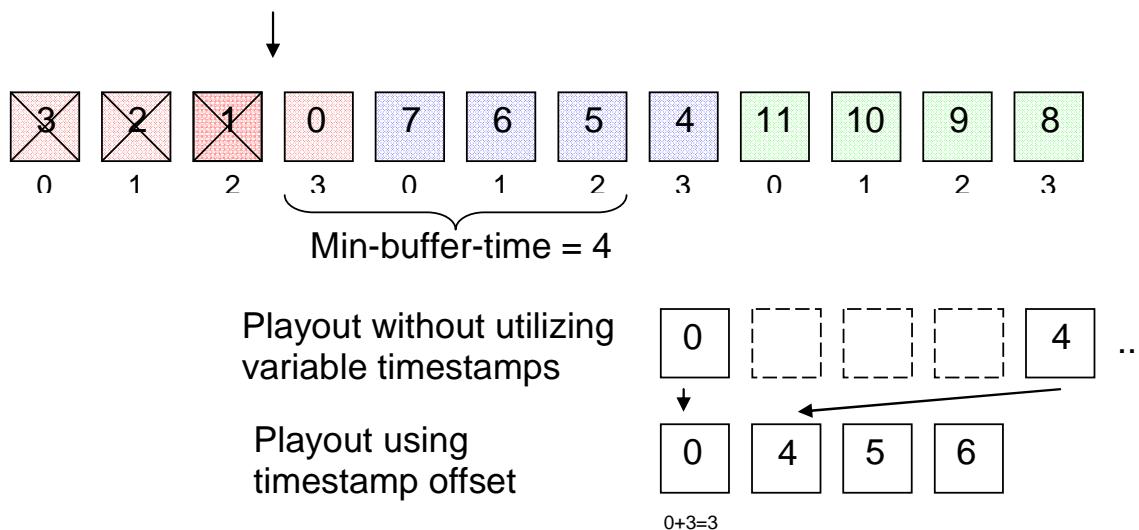 3 2 1 0 7 6 5 4 11 10 9 8
0 1 2 3 0 1 2 3 0 1 2 3
Min-buffer-time = 4
Playout without utilizing
variable timestamps
0 4 ..
Playout using
timestamp offset
0 4 5 6
0+3=3